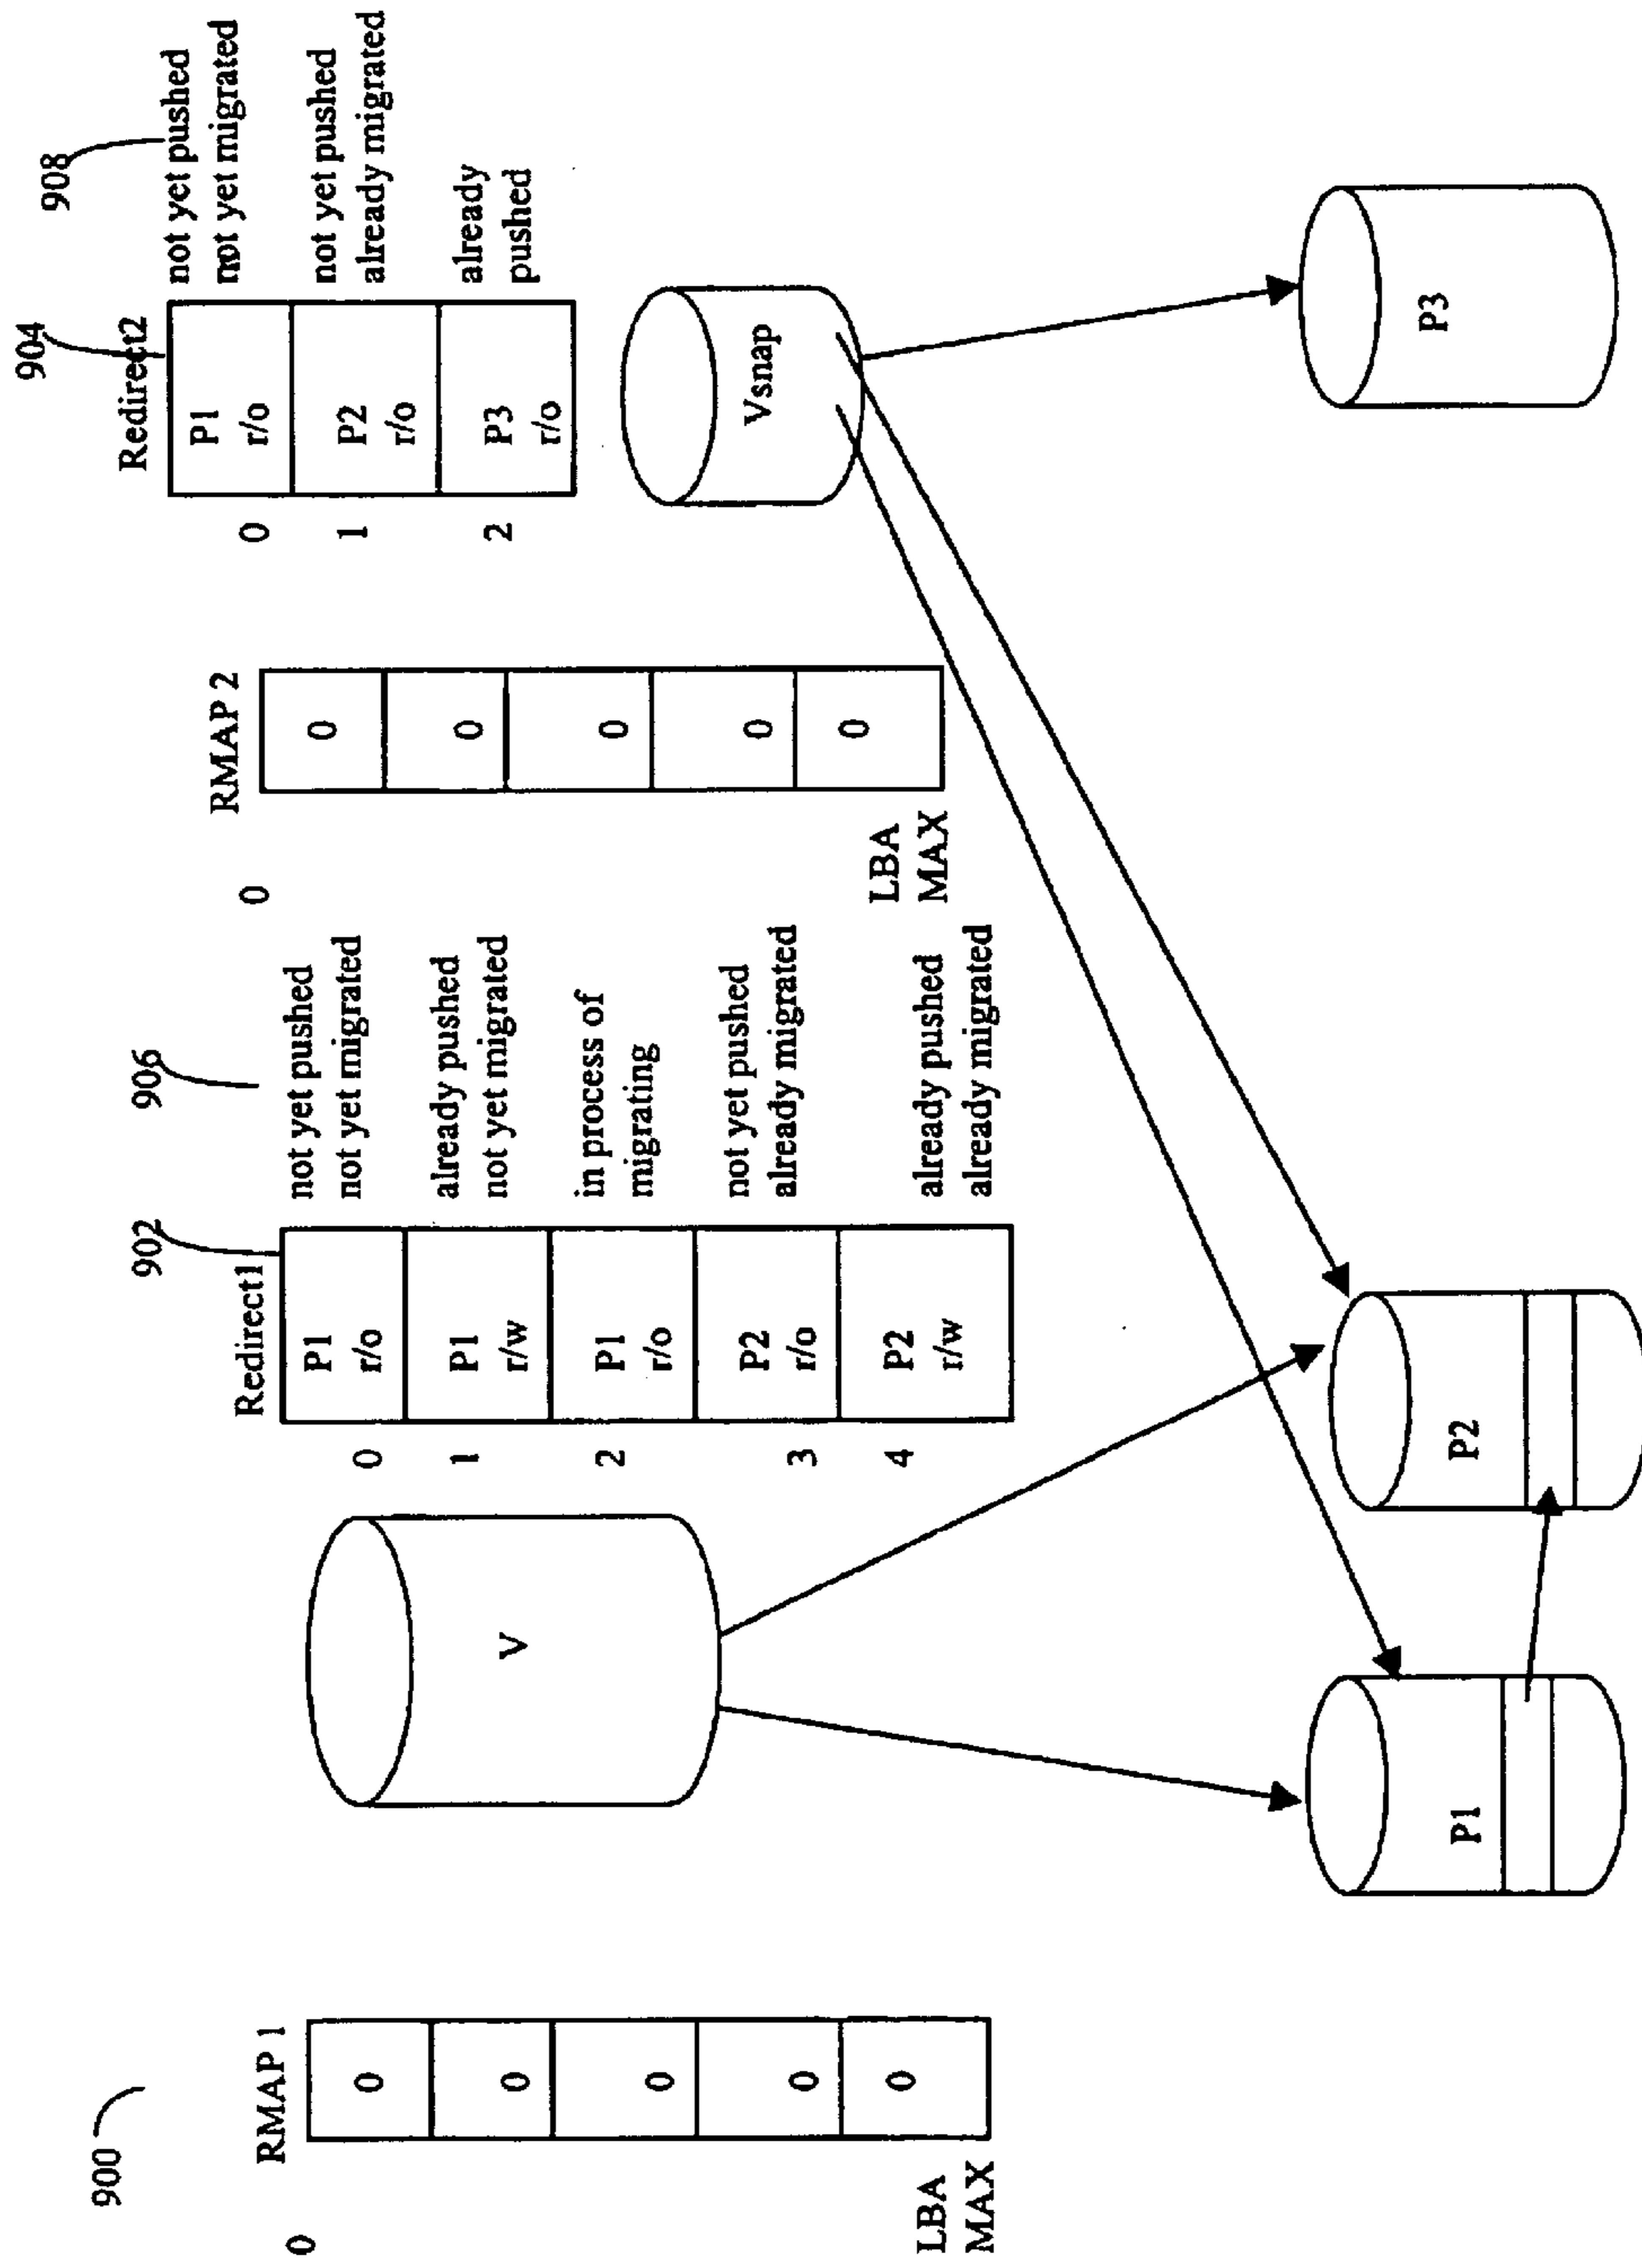 900
0
RMAP 1
0
0
0
0
0
LBA
MAX
V
902
Redirect1
0
P1
r/o
1
P1
r/w
2
P1
r/o
3
P2
r/o
4
P2
r/w
906
not yet pushed
not yet migrated
already pushed
not yet migrated
in process of
migrating
not yet pushed
already migrated
already pushed
already migrated
0
RMAP 2
0
0
0
0
0
LBA
MAX
904
Redirect2
0
P1
r/o
1
P2
r/o
2
P3
r/o
908
not yet pushed
not yet migrated
not yet pushed
already migrated
already
pushed
Vsnap
P1
P2
P3